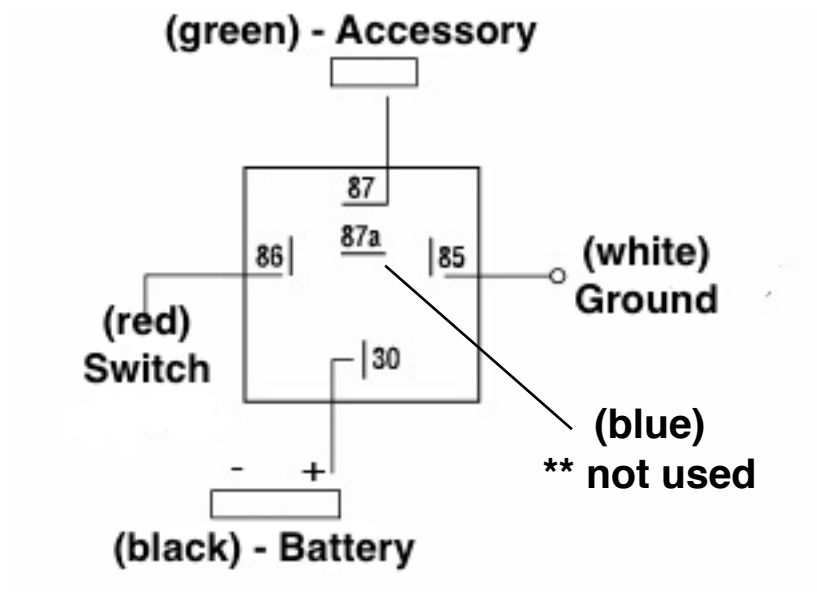 (green) - Accessory
87
87a
86
85
(white)
Ground
(red)
Switch
30
(blue)
** not used
- +
(black) - Battery